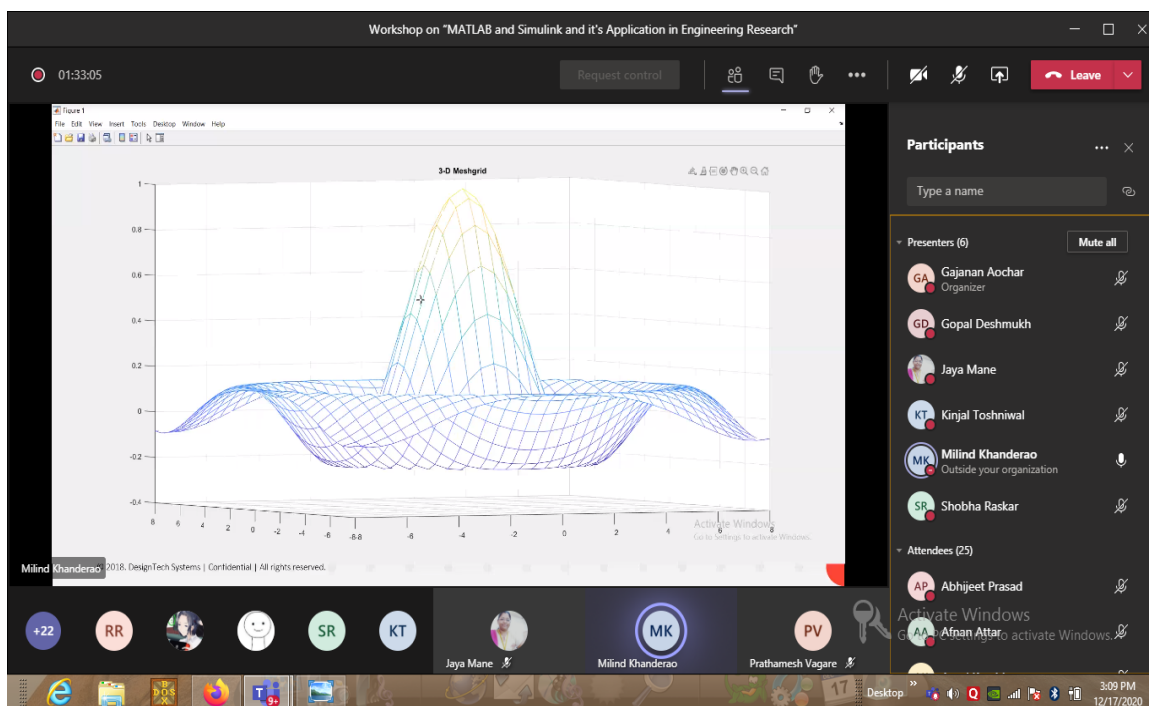 Workshop on "MATLAB and Simulink and it's Application in Engineering Research"
01:33:05
Request control
Leave
Figure 1
File Edit View Insert Tools Desktop Window Help
3-D Meshgrid
1
0.8
0.6
0.4
0.2
0
-0.2
-0.4
8 6 4 2 0 -2 -4 -6 -8-8 -6 -4 -2 0 2 4 6 8
Activate Windows
Go to Settings to activate Windows.
Milind Khanderao
2018. DesignTech Systems | Confidential | All rights reserved.
Participants
Type a name
Presenters (6)
Mute all
GA
Gajanan Aochar
Organizer
GD
Gopal Deshmukh
Jaya Mane
KT
Kinjal Toshniwal
MK
Milind Khanderao
Outside your organization
SR
Shobha Raskar
Attendees (25)
AP
Abhijeet Prasad
Activate Windows
AA
Afnan Attar
to activate Windows.
+22
RR
SR
KT
Jaya Mane
MK
Milind Khanderao
PV
Prathamesh Vagare
DOS
BOX
9+
17
Desktop
3:09 PM
12/17/2020